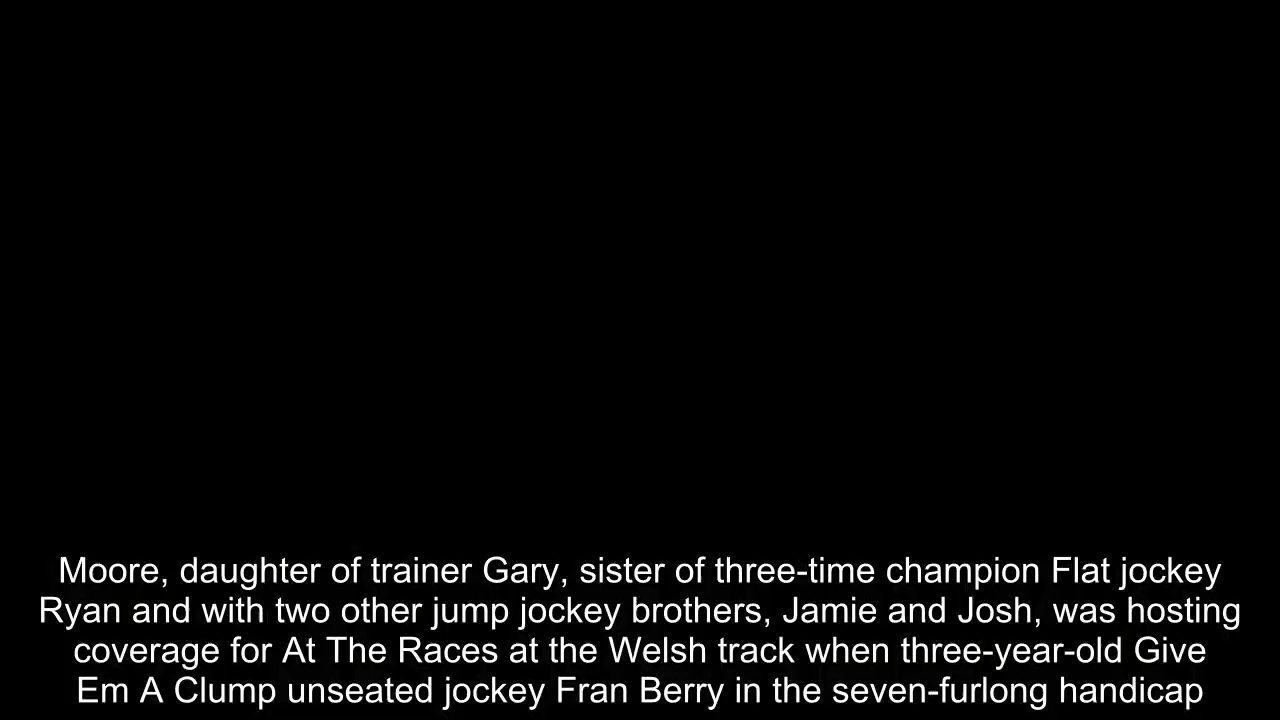 Moore, daughter of trainer Gary, sister of three-time champion Flat jockey
Ryan and with two other jump jockey brothers, Jamie and Josh, was hosting
coverage for At The Races at the Welsh track when three-year-old Give
Em A Clump unseated jockey Fran Berry in the seven-furlong handicap